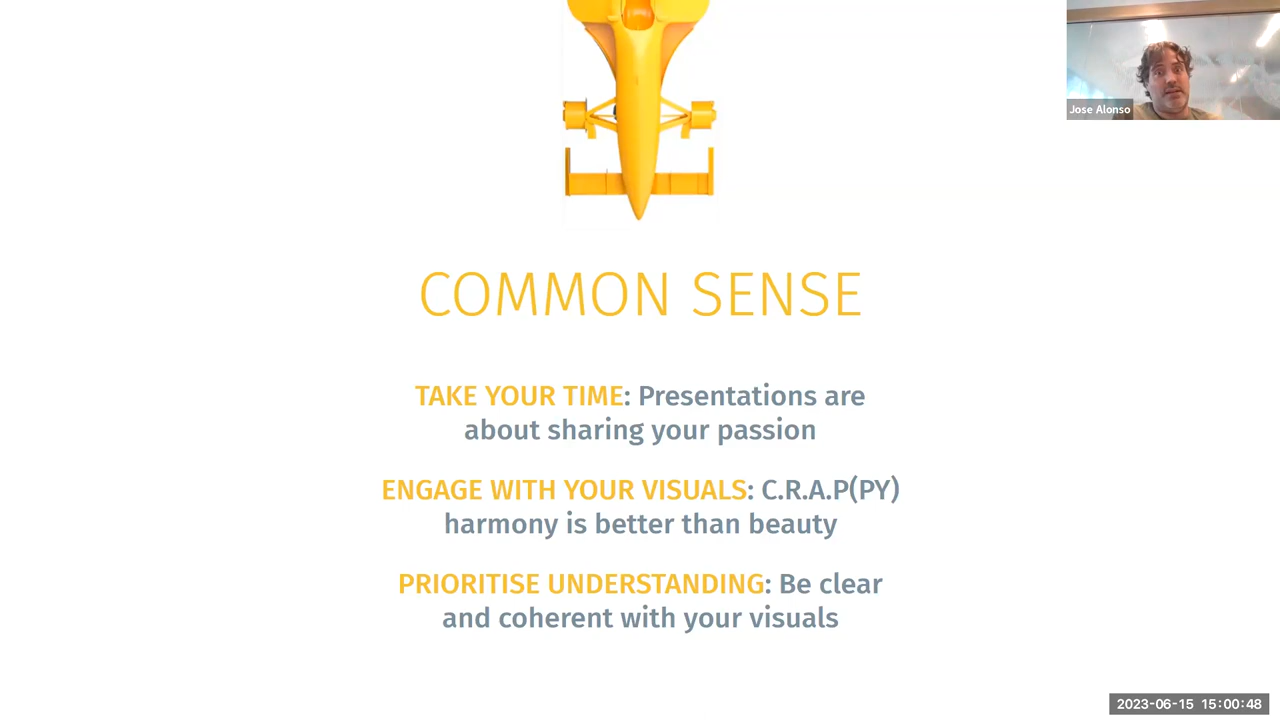 Jose Alonso
COMMON SENSE
TAKE YOUR TIME: Presentations are
about sharing your passion
ENGAGE WITH YOUR VISUALS: C.R.A.P(PY)
harmony is better than beauty
PRIORITISE UNDERSTANDING: Be clear
and coherent with your visuals
2023-06-15 15:00:48